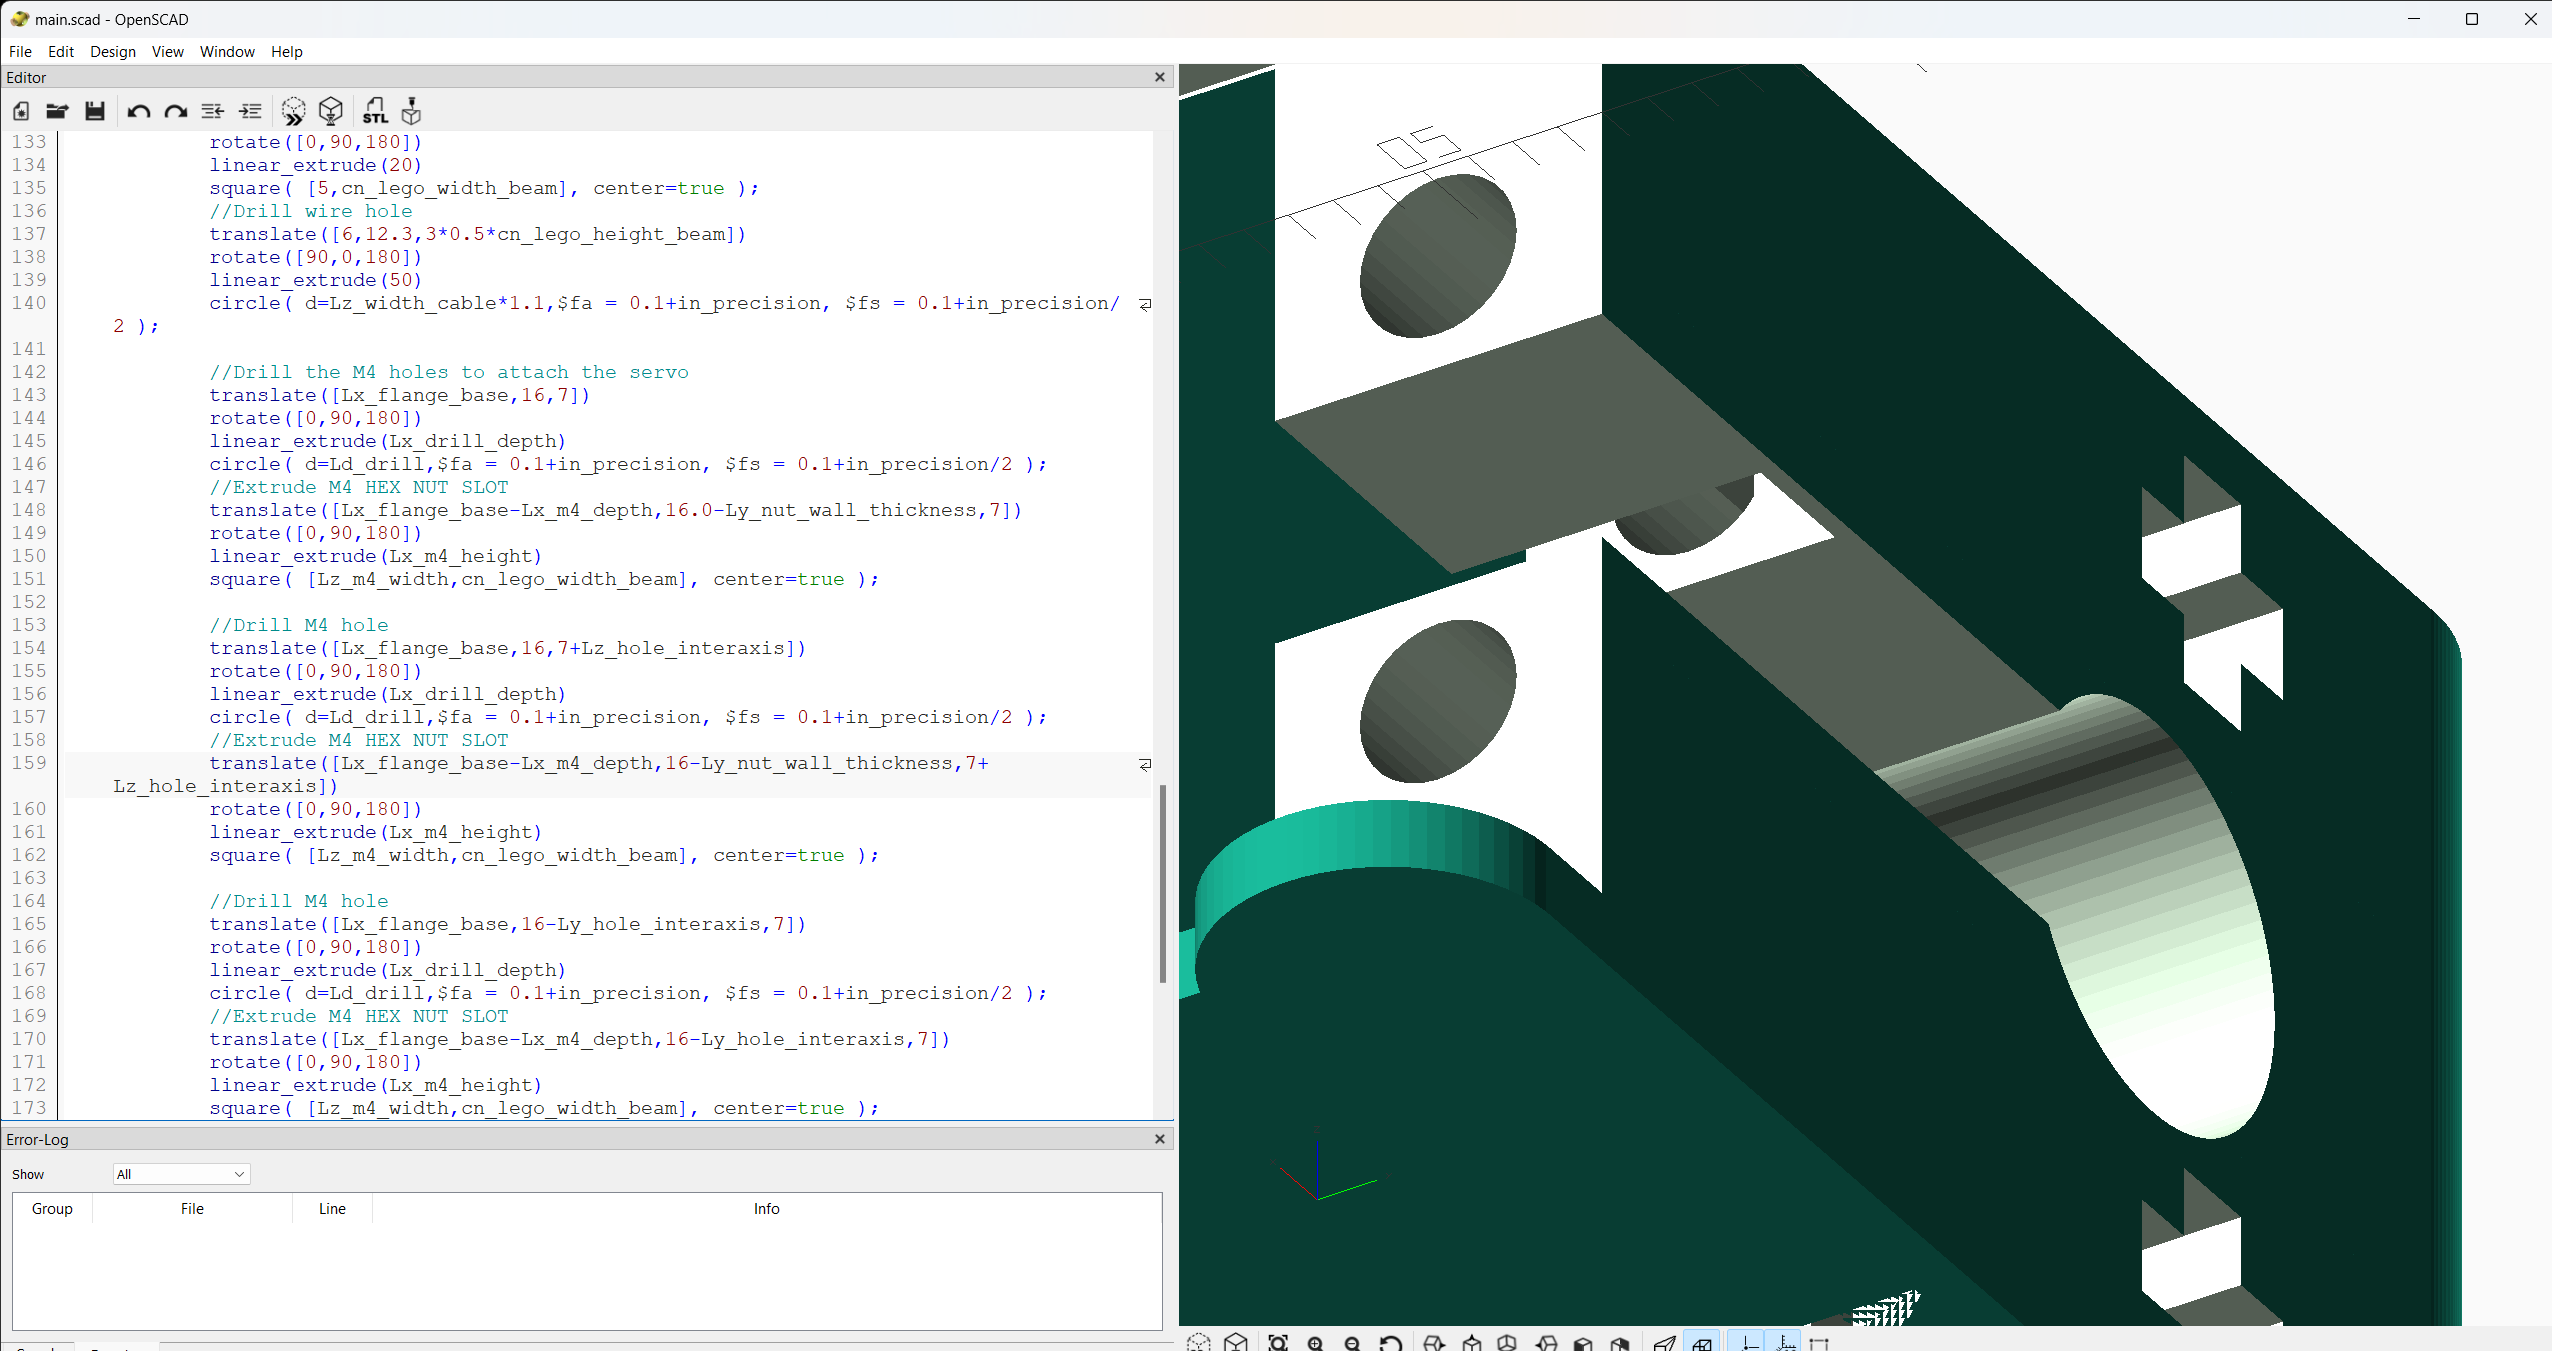 main.scad - OpenSCAD
File Edit Design View Window Help
Editor
STL
133 rotate([0,90,180])
134 linear_extrude(20)
135 square( [5,cn_lego_width_beam], center=true );
136 //Drill wire hole
137 translate([6,12.3,3*0.5*cn_lego_height_beam])
138 rotate([90,0,180])
139 linear_extrude(50)
140 circle( d=Lz_width_cable*1.1,$fa = 0.1+in_precision, $fs = 0.1+in_precision/
2 );
141
142 //Drill the M4 holes to attach the servo
143 translate([Lx_flange_base,16,7])
144 rotate([0,90,180])
145 linear_extrude(Lx_drill_depth)
146 circle( d=Ld_drill,$fa = 0.1+in_precision, $fs = 0.1+in_precision/2 );
147 //Extrude M4 HEX NUT SLOT
148 translate([Lx_flange_base-Lx_m4_depth,16.0-Ly_nut_wall_thickness,7])
149 rotate([0,90,180])
150 linear_extrude(Lx_m4_height)
151 square( [Lz_m4_width,cn_lego_width_beam], center=true );
152
153 //Drill M4 hole
154 translate([Lx_flange_base,16,7+Lz_hole_interaxis])
155 rotate([0,90,180])
156 linear_extrude(Lx_drill_depth)
157 circle( d=Ld_drill,$fa = 0.1+in_precision, $fs = 0.1+in_precision/2 );
158 //Extrude M4 HEX NUT SLOT
159 translate([Lx_flange_base-Lx_m4_depth,16-Ly_nut_wall_thickness,7+
Lz_hole_interaxis])
160 rotate([0,90,180])
161 linear_extrude(Lx_m4_height)
162 square( [Lz_m4_width,cn_lego_width_beam], center=true );
163
164 //Drill M4 hole
165 translate([Lx_flange_base,16-Ly_hole_interaxis,7])
166 rotate([0,90,180])
167 linear_extrude(Lx_drill_depth)
168 circle( d=Ld_drill,$fa = 0.1+in_precision, $fs = 0.1+in_precision/2 );
169 //Extrude M4 HEX NUT SLOT
170 translate([Lx_flange_base-Lx_m4_depth,16-Ly_hole_interaxis,7])
171 rotate([0,90,180])
172 linear_extrude(Lx_m4_height)
173 square( [Lz_m4_width,cn_lego_width_beam], center=true );
Error-Log
Show All
Group File Line Info